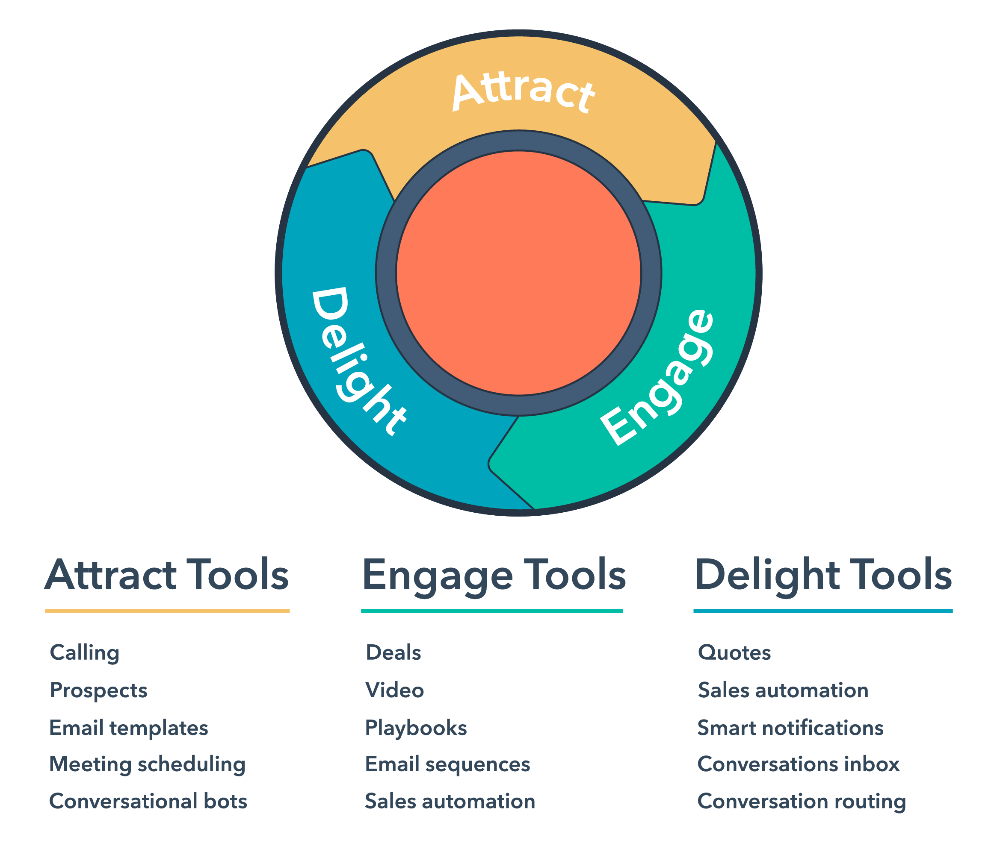 Attract
Engage
Delight
Attract Tools
Calling
Prospects
Email templates
Meeting scheduling
Conversational bots
Engage Tools
Deals
Video
Playbooks
Email sequences
Sales automation
Delight Tools
Quotes
Sales automation
Smart notifications
Conversations inbox
Conversation routing